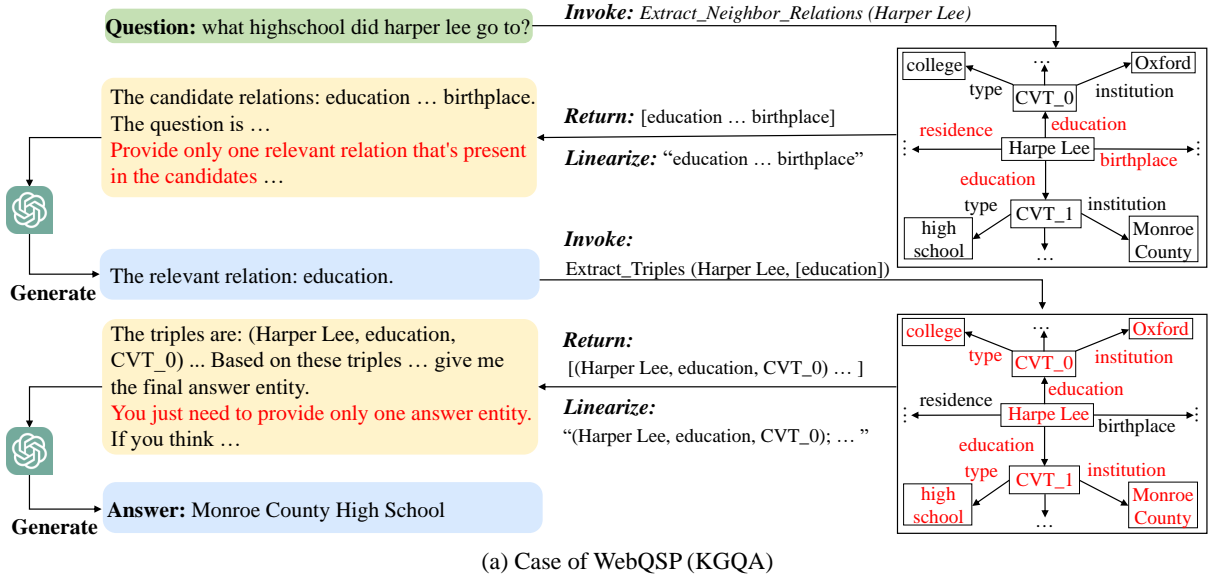 Question: what highschool did harper lee go to?
Invoke: Extract_Neighbor_Relations (Harper Lee)
The candidate relations: education … birthplace.
The question is …
Provide only one relevant relation that's present
in the candidates …
Return: [education … birthplace]
Linearize: “education … birthplace”
…
college
Oxford
type
CVT_0
institution
residence
education
⋮
Harpe Lee
⋮
birthplace
education
type
institution
CVT_1
high
school
Monroe
County
…
Generate
The relevant relation: education.
Invoke:
Extract_Triples (Harper Lee, [education])
The triples are: (Harper Lee, education,
CVT_0) ... Based on these triples … give me
the final answer entity.
You just need to provide only one answer entity.
If you think …
Return:
[(Harper Lee, education, CVT_0) … ]
Linearize:
“(Harper Lee, education, CVT_0); … ”
…
college
Oxford
type
CVT_0
institution
education
residence
⋮
Harpe Lee
⋮
birthplace
education
type
institution
CVT_1
high
school
Monroe
County
…
Generate
Answer: Monroe County High School
(a) Case of WebQSP (KGQA)